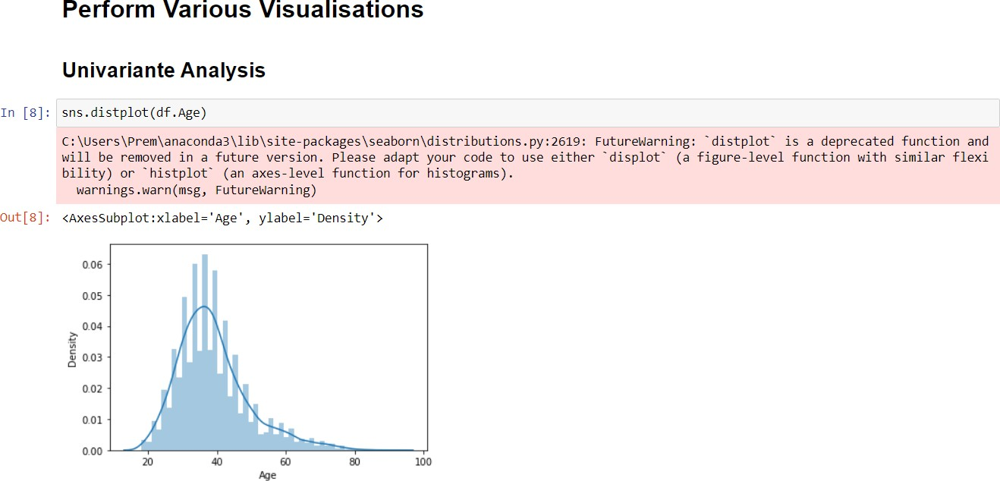 Perform Various Visualisations
Univariante Analysis
In [8]: sns.distplot(df.Age)
C:\Users\Prem\anaconda3\lib\site-packages\seaborn\distributions.py:2619: FutureWarning: `distplot` is a deprecated function and
will be removed in a future version. Please adapt your code to use either `displot` (a figure-level function with similar flexi
bility) or `histplot` (an axes-level function for histograms).
warnings.warn(msg, FutureWarning)
Out[8]: <AxesSubplot:xlabel='Age', ylabel='Density'>
0.06
0.05
0.04
0.03
0.02
0.01
0.00
Density
20 40 60 80 100
Age